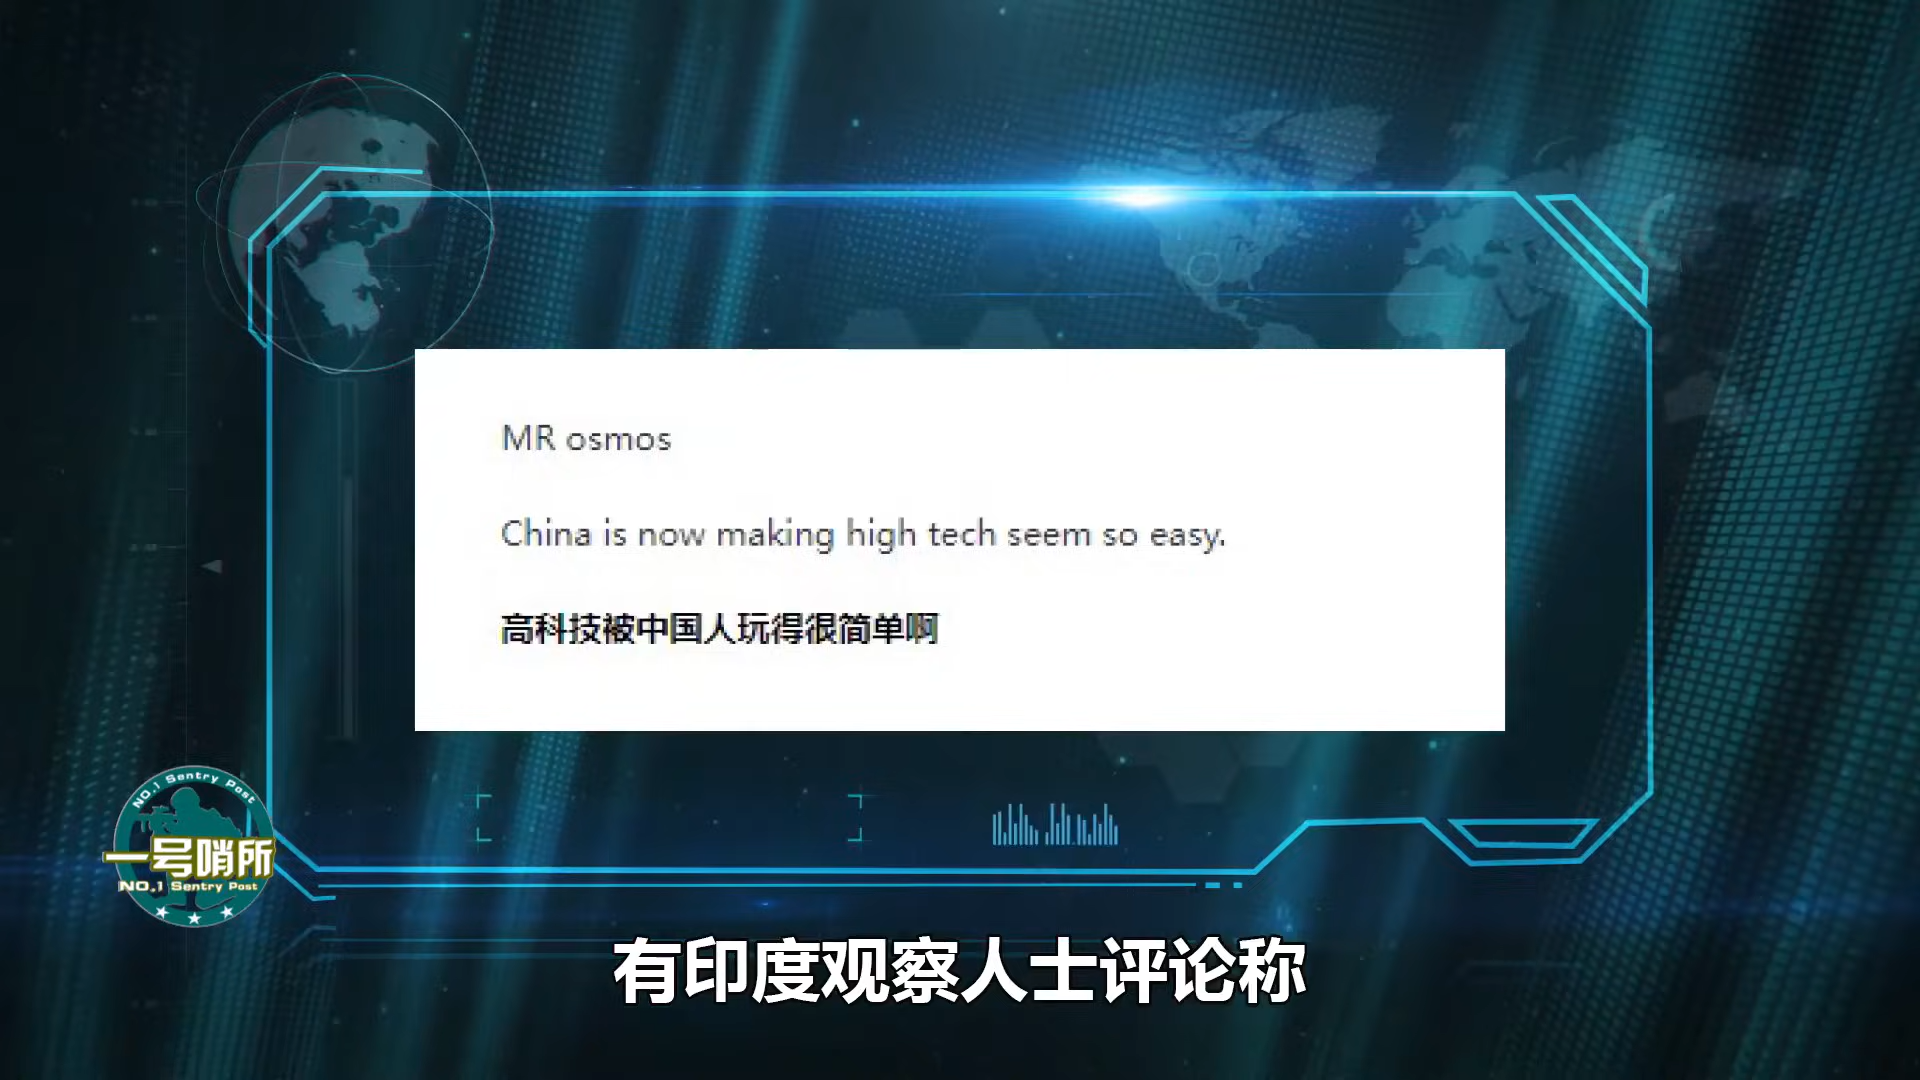 MR osmos
China is now making high tech seem so easy.
高科技被中国人玩得很简单啊
NO.1 Sentry Post
一号哨所
NO.1 Sentry Post
有印度观察人士评论称